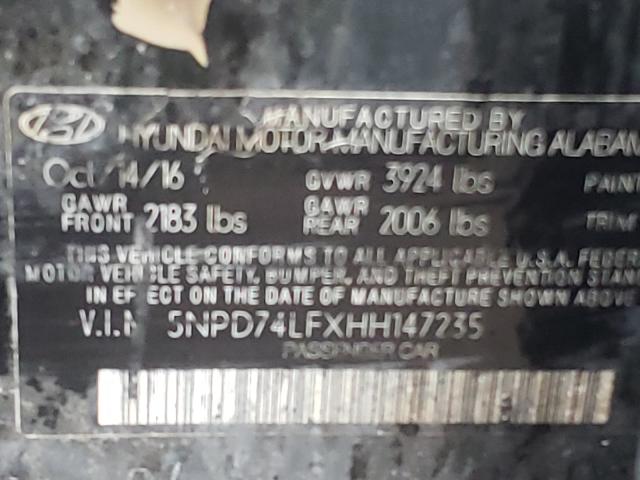 MANUFACTURED BY
HYUNDAI MOTOR MANUFACTURING ALABAM
Oct/14/16 GVWR 3924 lbs PAINT
GAWR FRONT 2183 lbs GAWR REAR 2006 lbs TRIM
THIS VEHICLE CONFORMS TO ALL APPLICABLE U.S.A. FEDER
MOTOR VEHICLE SAFETY, BUMPER, AND THEFT PREVENTION STAN
IN EFFECT ON THE DATE OF MANUFACTURE SHOWN ABOVE
V.I.N 5NPD74LFXHH147235
PASSENGER CAR